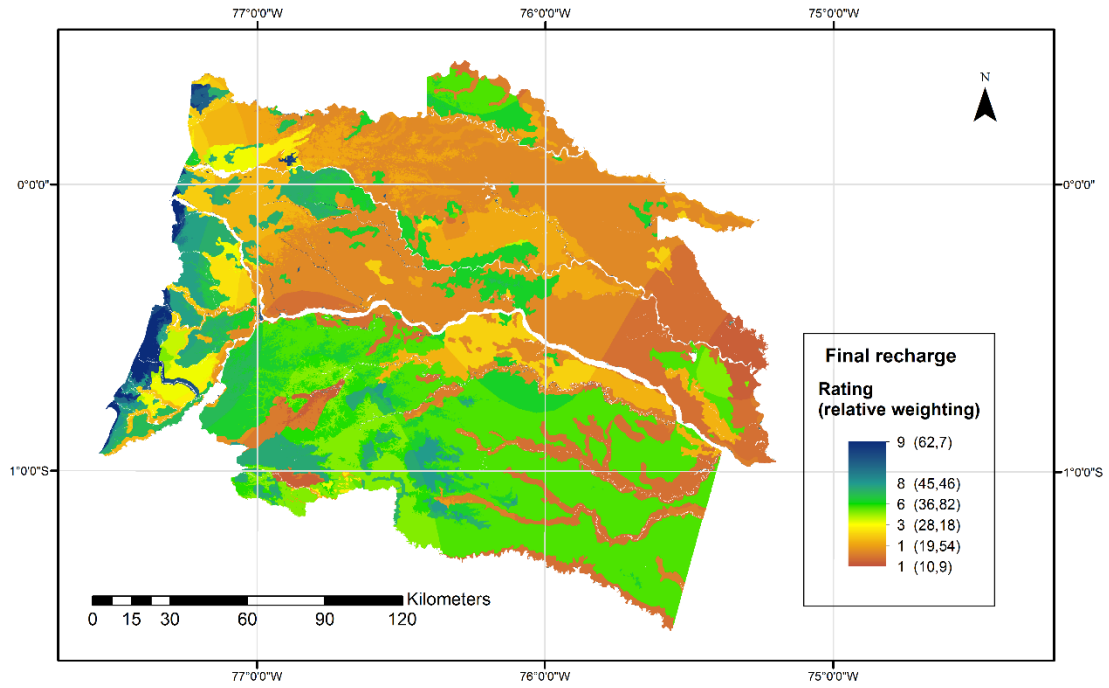 77°0'0"W 76°0'0"W 75°0'0"W
N
0°0'0" 0°0'0"
Final recharge
Rating
(relative weighting)
9 (62,7)
8 (45,46)
6 (36,82)
3 (28,18)
1 (19,54)
1 (10,9)
1°0'0"S 1°0'0"S
Kilometers
0 15 30 60 90 120
77°0'0"W 76°0'0"W 75°0'0"W